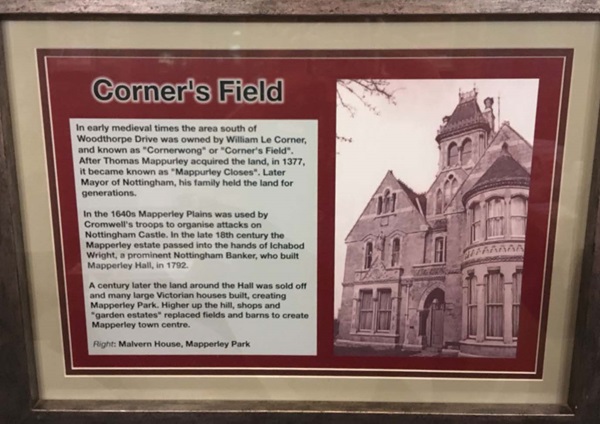 Corner's Field
In early medieval times the area south of
Woodthorpe Drive was owned by William Le Corner,
and known as "Cornerwong" or "Corner's Field".
After Thomas Mappurley acquired the land, in 1377,
it became known as "Mappurley Closes". Later
Mayor of Nottingham, his family held the land for
generations.
In the 1640s Mapperley Plains was used by
Cromwell's troops to organise attacks on
Nottingham Castle. In the late 18th century the
Mapperley estate passed into the hands of Ichabod
Wright, a prominent Nottingham Banker, who built
Mapperley Hall, in 1792.
A century later the land around the Hall was sold off
and many large Victorian houses built, creating
Mapperley Park. Higher up the hill, shops and
"garden estates" replaced fields and barns to create
Mapperley town centre.
Right: Malvern House, Mapperley Park